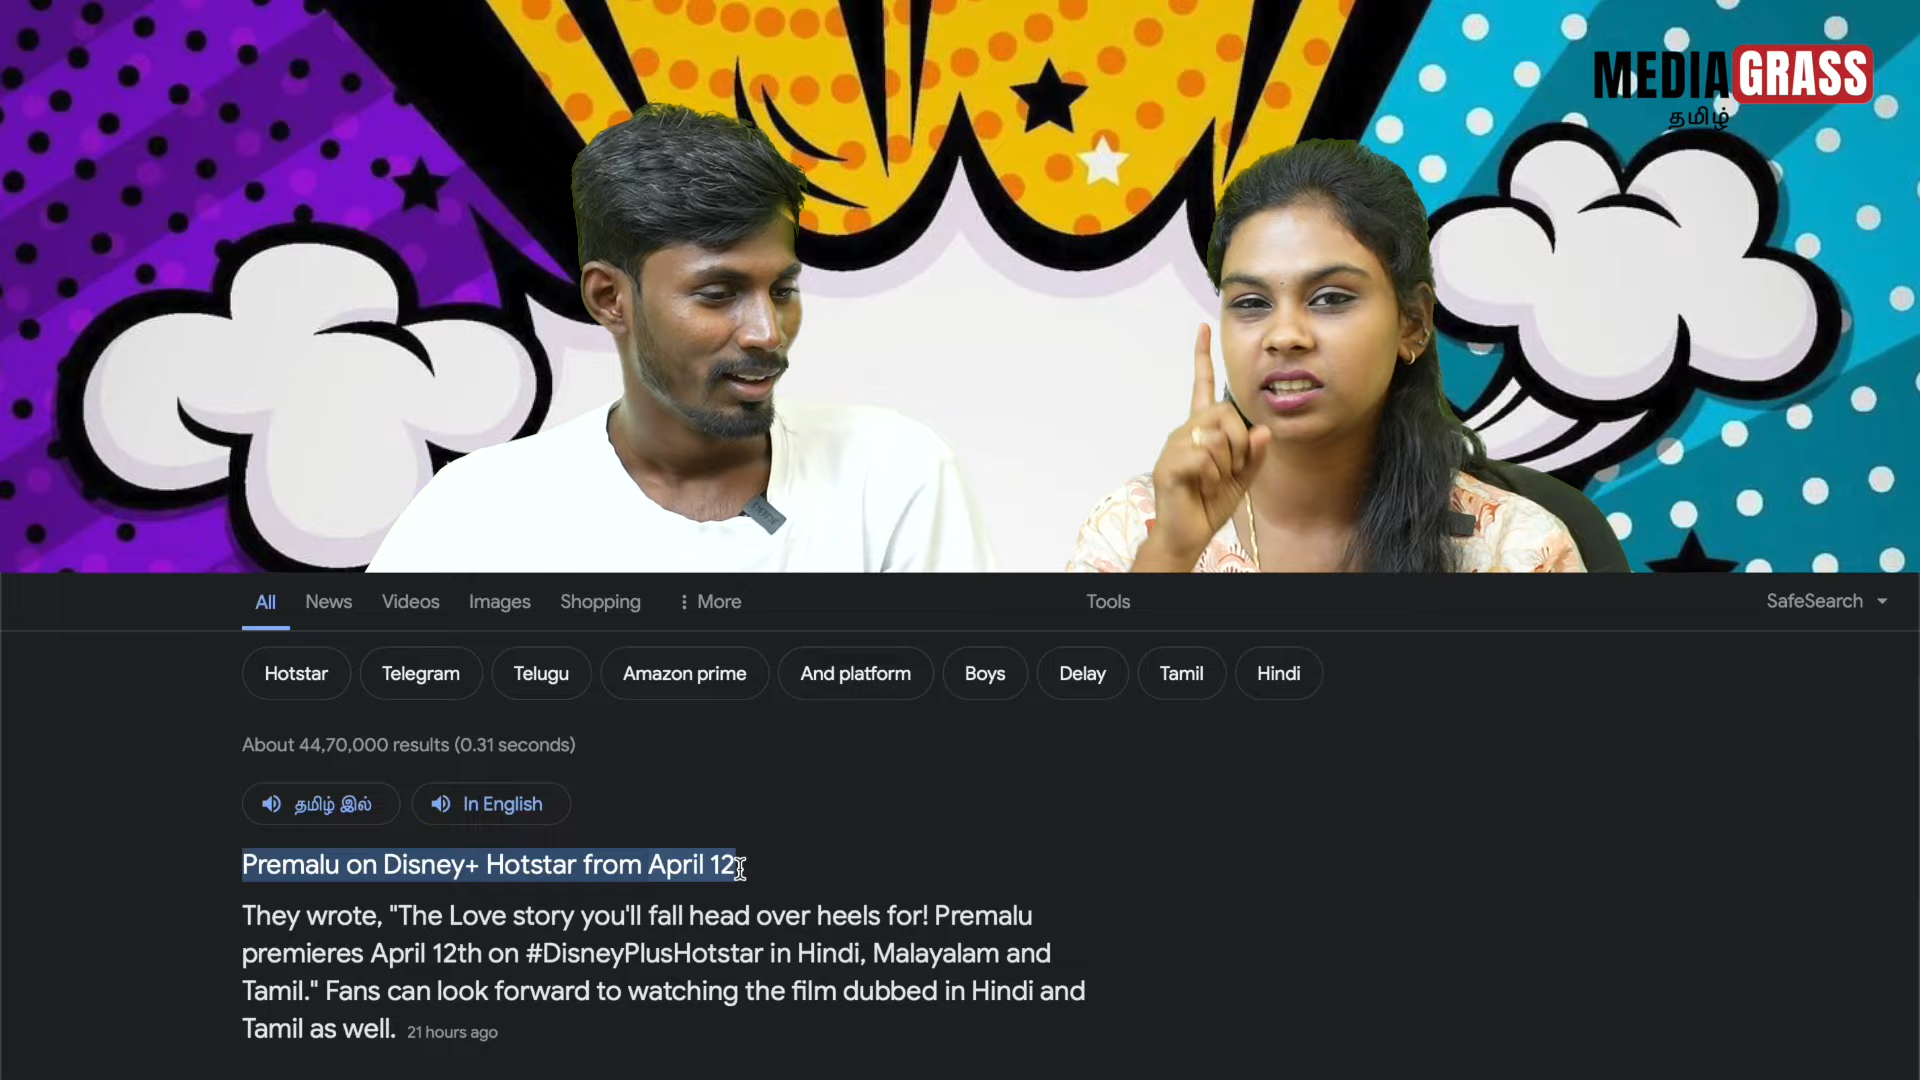 MEDIA GRASS
தமிழ்
All News Videos Images Shopping More Tools SafeSearch
Hotstar Telegram Telugu Amazon prime And platform Boys Delay Tamil Hindi
About 44,70,000 results (0.31 seconds)
தமிழ் இல் In English
Premalu on Disney+ Hotstar from April 12
They wrote, "The Love story you'll fall head over heels for! Premalu
premieres April 12th on #DisneyPlusHotstar in Hindi, Malayalam and
Tamil." Fans can look forward to watching the film dubbed in Hindi and
Tamil as well. 21 hours ago